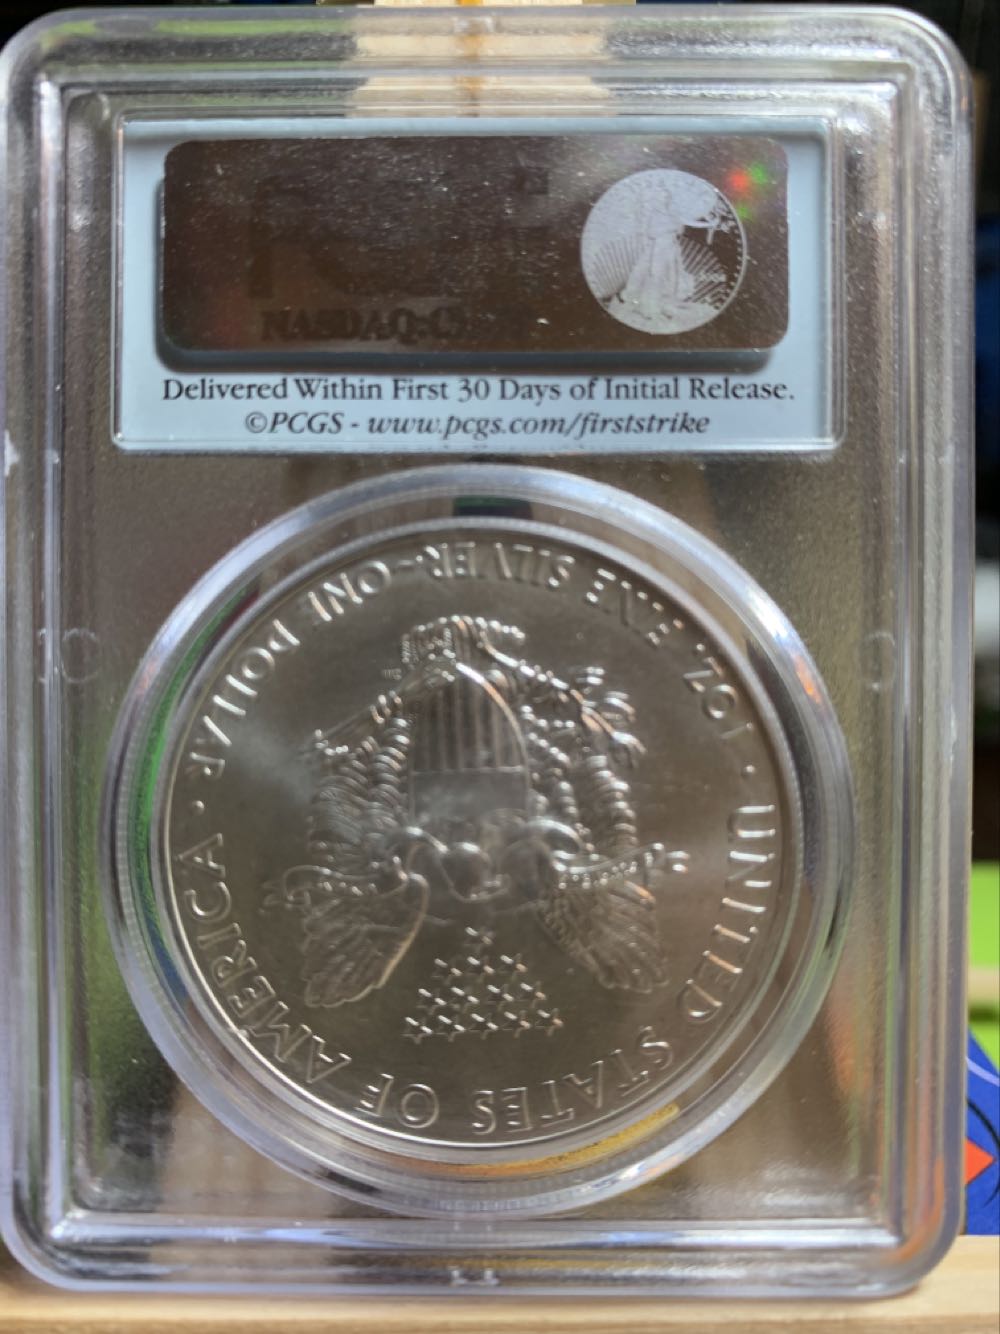 NASDAQ:C
Delivered Within First 30 Days of Initial Release.
©PCGS - www.pcgs.com/firststrike
UNITED STATES OF AMERICA · 1 OZ. FINE SILVER~ONE DOLLAR ·